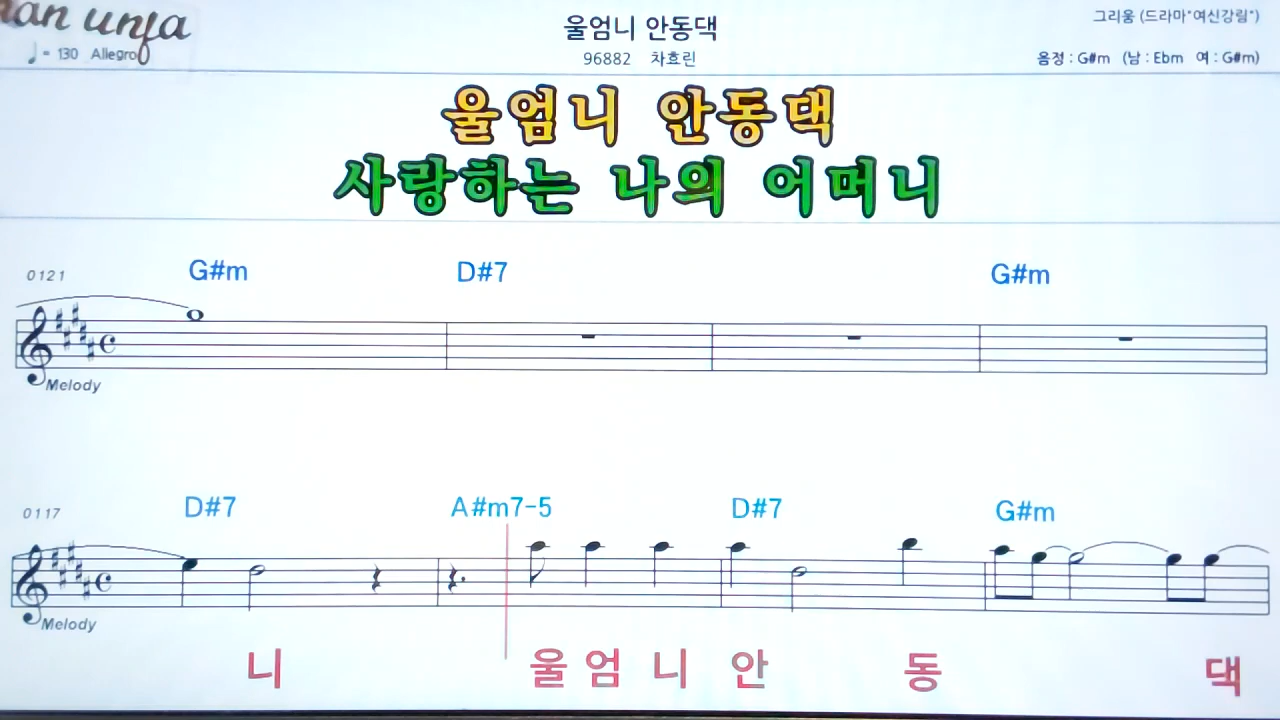 울엄니 안동댁
그리움 (드라마"여신강림")
♩= 130 Allegro
96882 차효린
음정 : G#m (남 : Ebm 여 : G#m)
울엄니 안동댁
사랑하는 나의 어머니
0121 G#m D#7 G#m
Melody
0117 D#7 A#m7-5 D#7 G#m
Melody
니 울 엄 니 안 동 댁